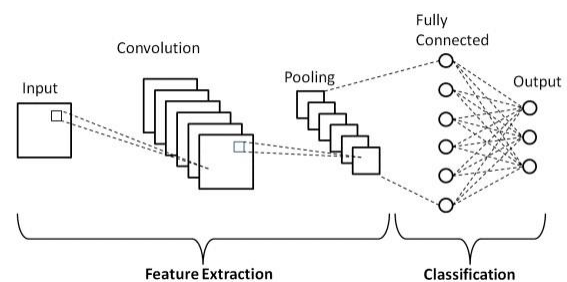 Fully
Connected
Convolution
Pooling
Input
Output
Feature Extraction
Classification